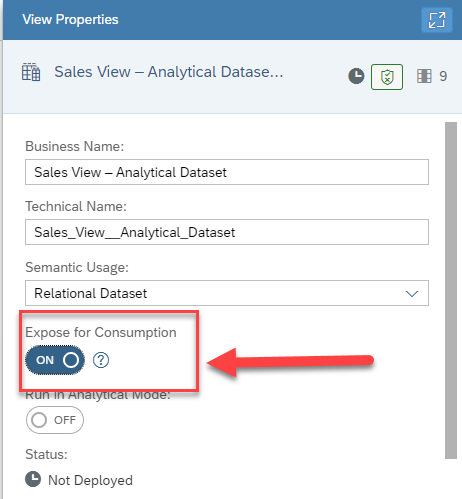 View Properties
Sales View – Analytical Datase...
9
Business Name:
Sales View – Analytical Dataset
Technical Name:
Sales_View__Analytical_Dataset
Semantic Usage:
Relational Dataset
Expose for Consumption
ON
?
Run in Analytical Mode:
OFF
Status:
Not Deployed